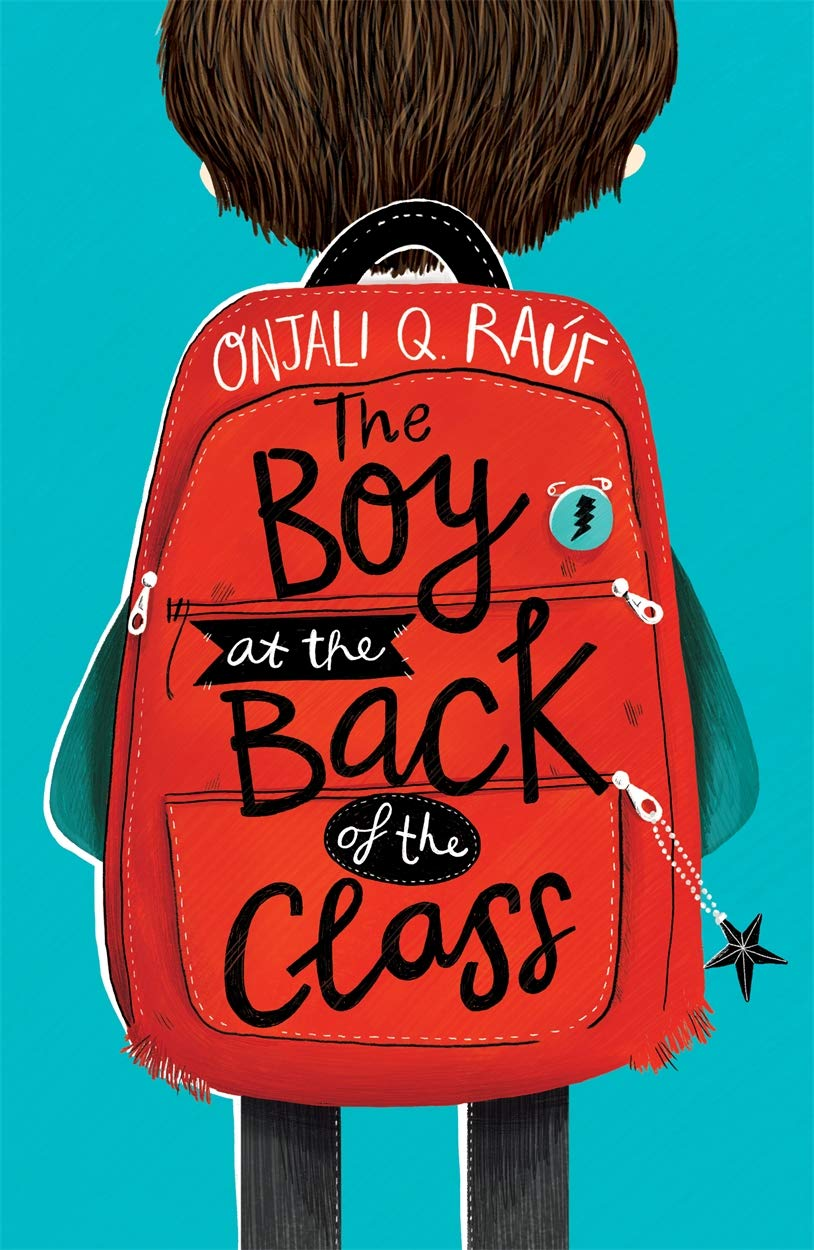 ONJALI Q. RAÚF
The
Boy
at the
Back
of the
Class